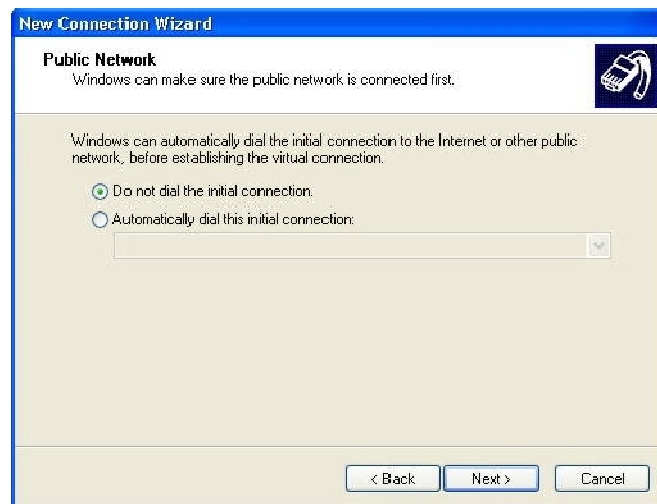 New Connection Wizard
Public Network
Windows can make sure the public network is connected first.
Windows can automatically dial the initial connection to the Internet or other public
network, before establishing the virtual connection.
Do not dial the initial connection.
Automatically dial this initial connection:
< Back
Next >
Cancel